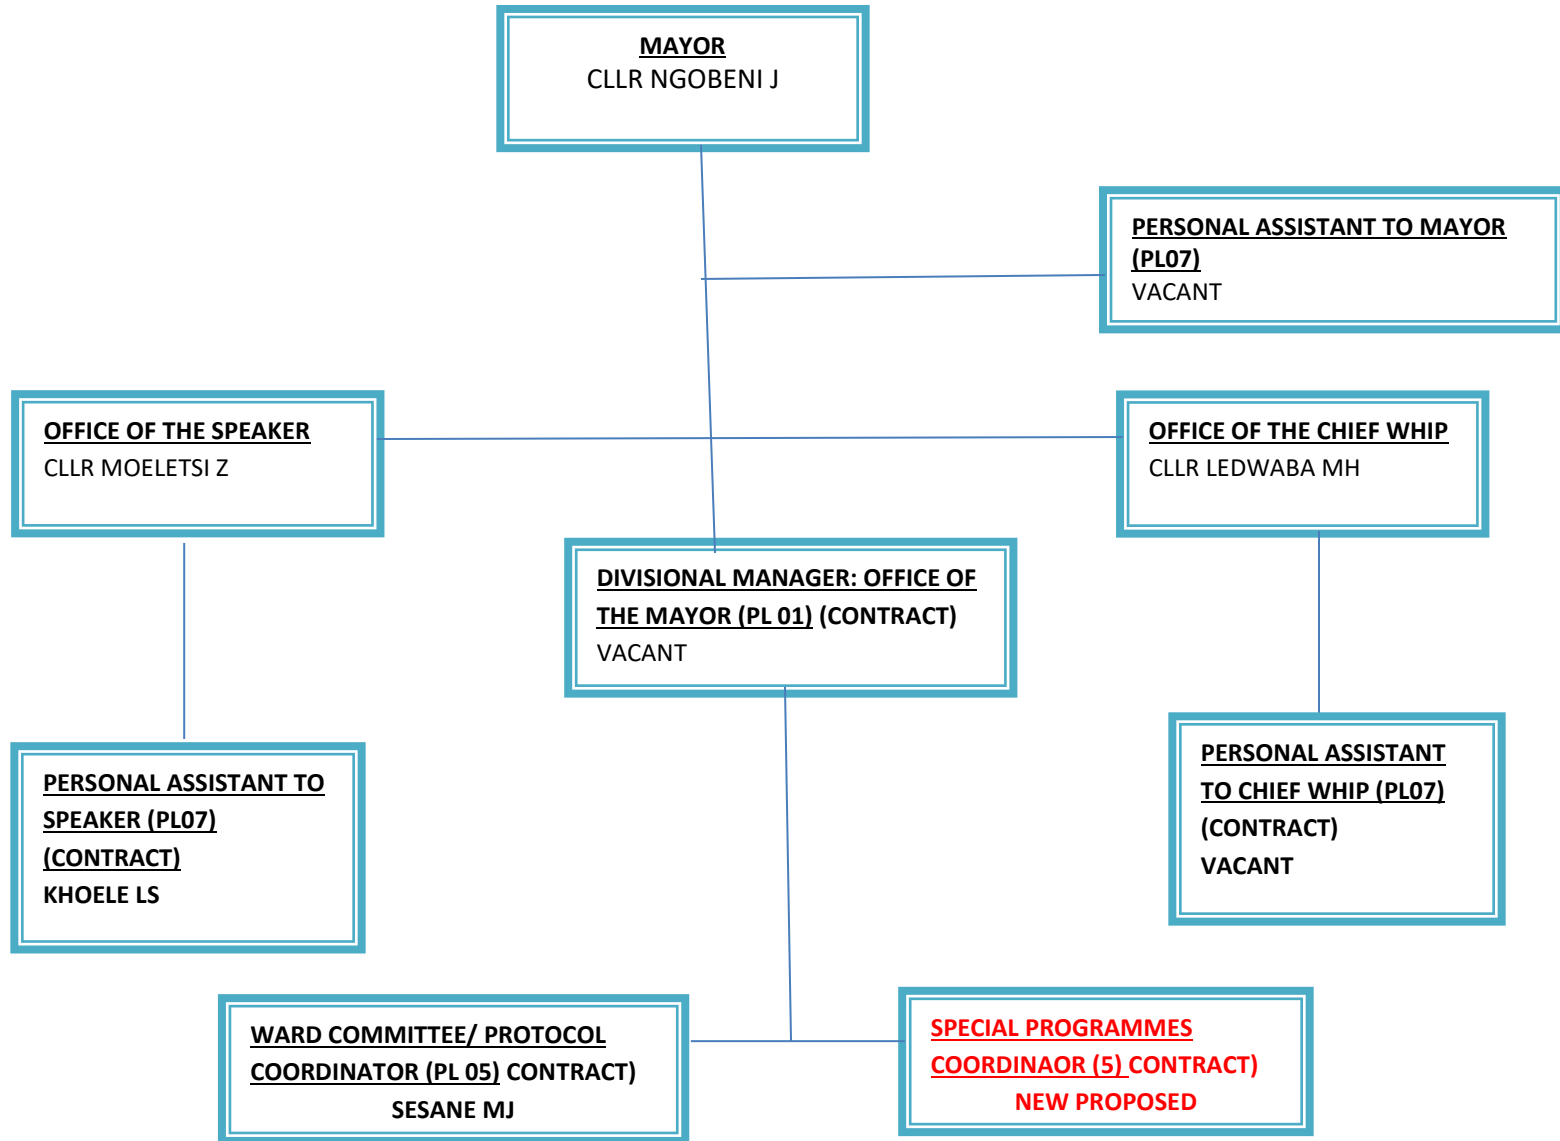 MAYOR
CLLR NGOBENI J
PERSONAL ASSISTANT TO MAYOR
(PL07)
VACANT
OFFICE OF THE SPEAKER
CLLR MOELETSI Z
OFFICE OF THE CHIEF WHIP
CLLR LEDWABA MH
DIVISIONAL MANAGER: OFFICE OF
THE MAYOR (PL 01) (CONTRACT)
VACANT
PERSONAL ASSISTANT TO
SPEAKER (PL07)
(CONTRACT)
KHOELE LS
PERSONAL ASSISTANT
TO CHIEF WHIP (PL07)
(CONTRACT)
VACANT
WARD COMMITTEE/ PROTOCOL
COORDINATOR (PL 05) CONTRACT)
SESANE MJ
SPECIAL PROGRAMMES
COORDINAOR (5) CONTRACT)
NEW PROPOSED